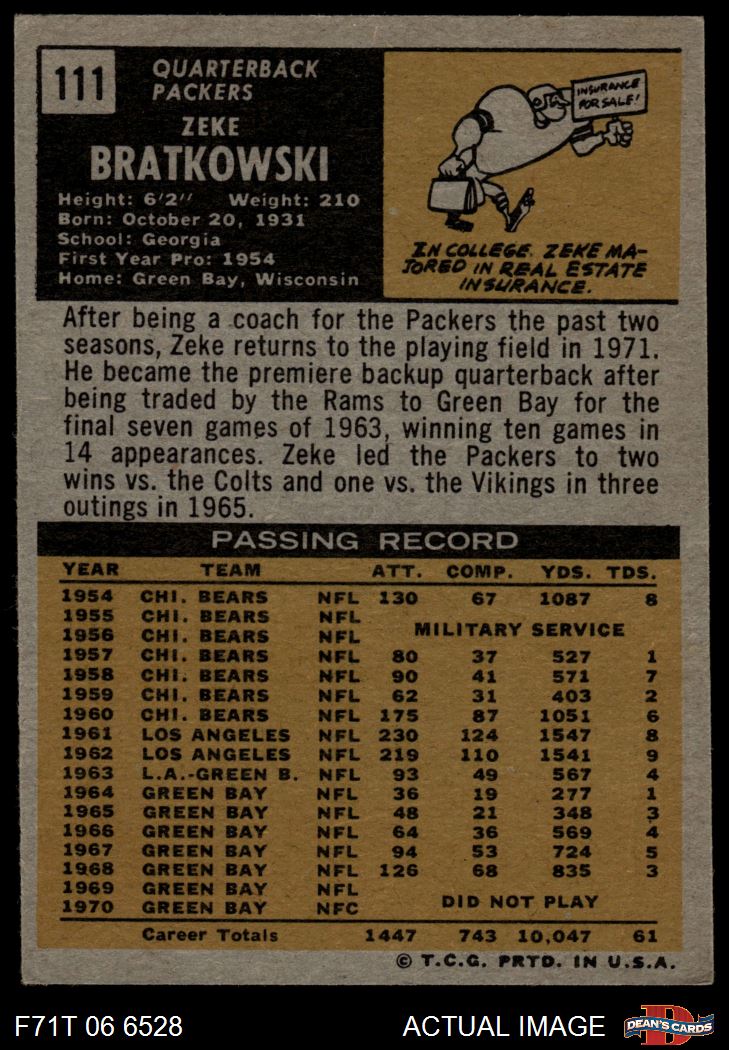 111
QUARTERBACK
PACKERS
ZEKE
BRATKOWSKI
Height: 6'2" Weight: 210
Born: October 20, 1931
School: Georgia
First Year Pro: 1954
Home: Green Bay, Wisconsin
INSURANCE
FOR SALE!
IN COLLEGE, ZEKE MA-
JORED IN REAL ESTATE
INSURANCE.
After being a coach for the Packers the past two
seasons, Zeke returns to the playing field in 1971.
He became the premiere backup quarterback after
being traded by the Rams to Green Bay for the
final seven games of 1963, winning ten games in
14 appearances. Zeke led the Packers to two
wins vs. the Colts and one vs. the Vikings in three
outings in 1965.
PASSING RECORD
YEAR TEAM ATT. COMP. YDS. TDS.
1954 CHI. BEARS NFL 130 67 1087 8
1955 CHI. BEARS NFL
1956 CHI. BEARS NFL MILITARY SERVICE
1957 CHI. BEARS NFL 80 37 527 1
1958 CHI. BEARS NFL 90 41 571 7
1959 CHI. BEARS NFL 62 31 403 2
1960 CHI. BEARS NFL 175 87 1051 6
1961 LOS ANGELES NFL 230 124 1547 8
1962 LOS ANGELES NFL 219 110 1541 9
1963 L.A.-GREEN B. NFL 93 49 567 4
1964 GREEN BAY NFL 36 19 277 1
1965 GREEN BAY NFL 48 21 348 3
1966 GREEN BAY NFL 64 36 569 4
1967 GREEN BAY NFL 94 53 724 5
1968 GREEN BAY NFL 126 68 835 3
1969 GREEN BAY NFL
1970 GREEN BAY NFC DID NOT PLAY
Career Totals 1447 743 10,047 61
© T.C.G. PRTD. IN U.S.A.
F71T 06 6528 ACTUAL IMAGE
D
DEAN'S CARDS